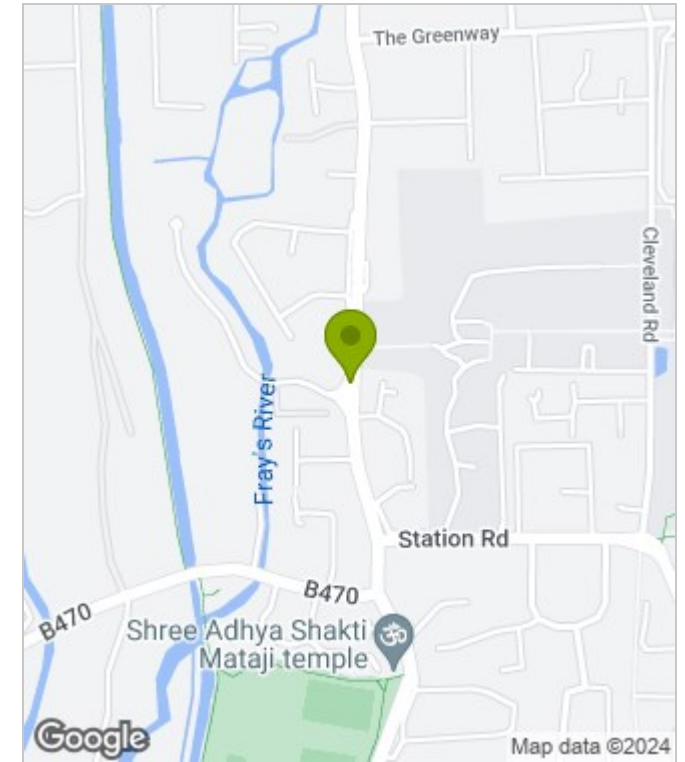 The Greenway
Cleveland Rd
Fray's River
Station Rd
B470
B470
Shree Adhya Shakti
Mataji temple
ॐ
Google
Map data ©2024